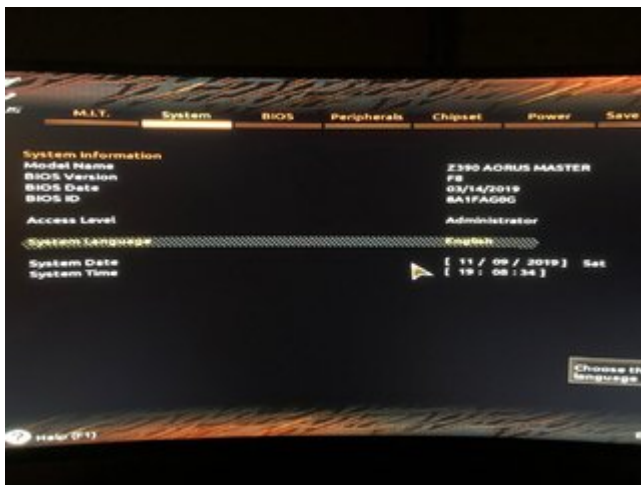 M.I.T. System BIOS Peripherals Chipset Power Save
System Information
Model Name Z390 AORUS MASTER
BIOS Version F8
BIOS Date 03/14/2019
BIOS ID 8A1FAG0G
Access Level Administrator
System Language English
System Date [ 11 / 09 / 2019 ] Sat
System Time [ 19 : 08 : 34 ]
Choose th
language
Help (F1)